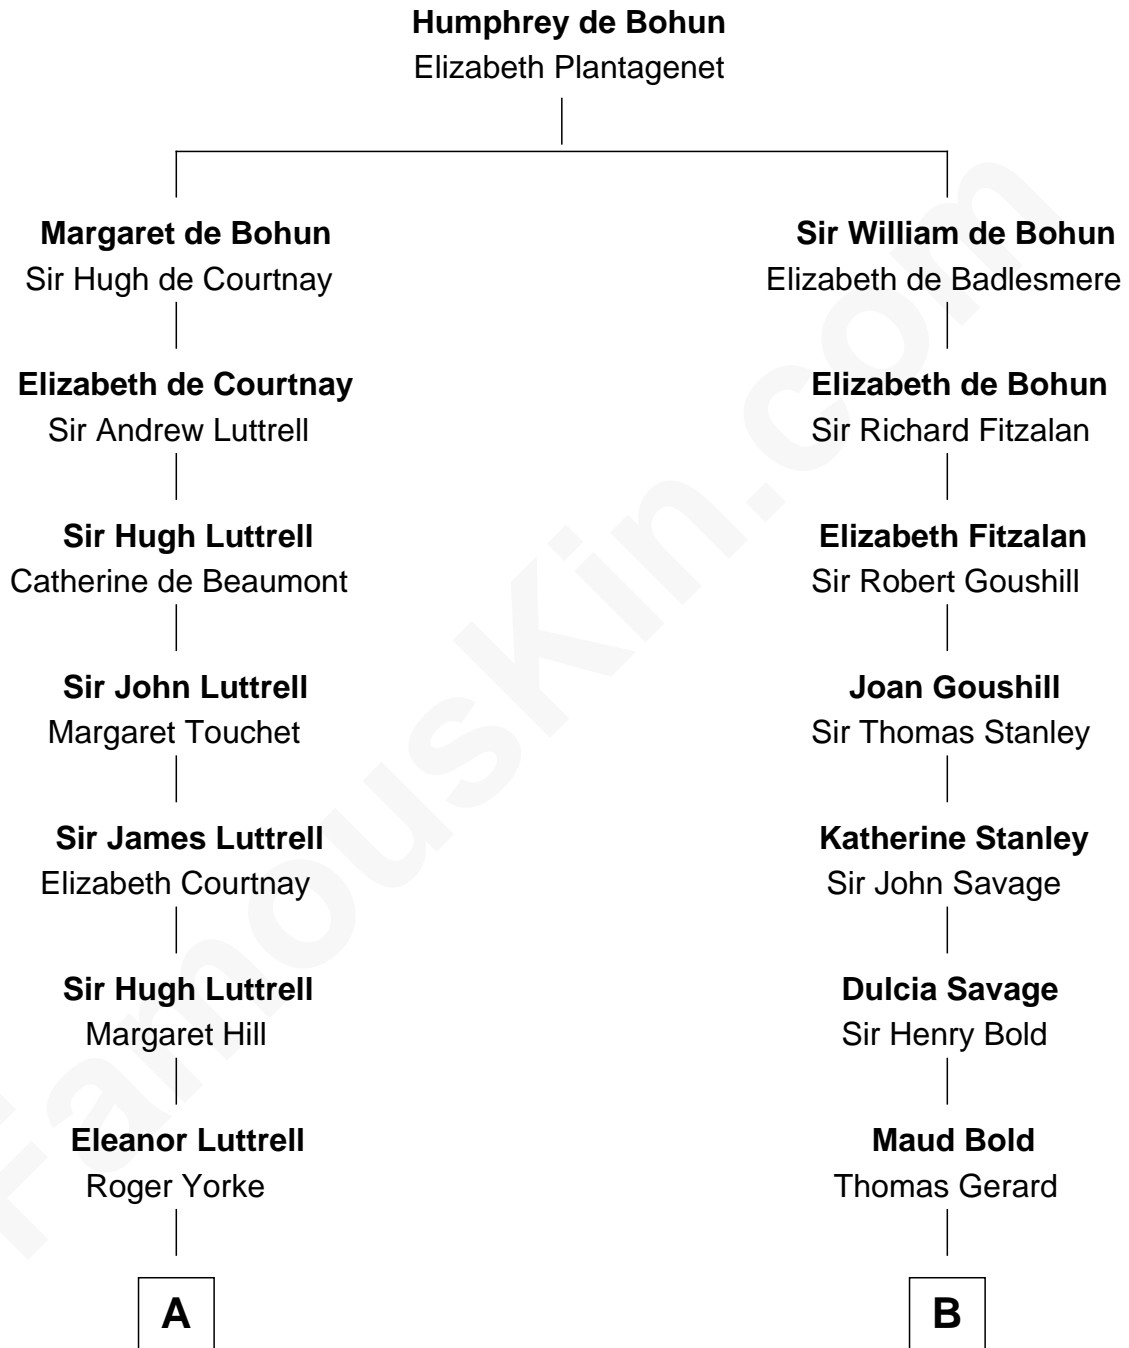 Humphrey de Bohun
Elizabeth Plantagenet
Margaret de Bohun
Sir Hugh de Courtnay
Elizabeth de Courtnay
Sir Andrew Luttrell
Sir Hugh Luttrell
Catherine de Beaumont
Sir John Luttrell
Margaret Touchet
Sir James Luttrell
Elizabeth Courtnay
Sir Hugh Luttrell
Margaret Hill
Eleanor Luttrell
Roger Yorke
A
Sir William de Bohun
Elizabeth de Badlesmere
Elizabeth de Bohun
Sir Richard Fitzalan
Elizabeth Fitzalan
Sir Robert Goushill
Joan Goushill
Sir Thomas Stanley
Katherine Stanley
Sir John Savage
Dulcia Savage
Sir Henry Bold
Maud Bold
Thomas Gerard
B
FamousKin.com